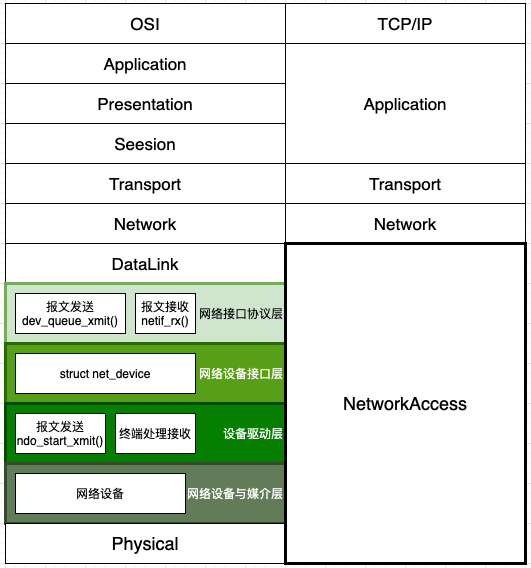 OSI
TCP/IP
Application
Presentation
Seesion
Application
Transport
Transport
Network
Network
DataLink
报文发送
dev_queue_xmit()
报文接收
netif_rx()
网络接口协议层
struct net_device
网络设备接口层
报文发送
ndo_start_xmit()
终端处理接收
设备驱动层
网络设备
网络设备与媒介层
NetworkAccess
Physical